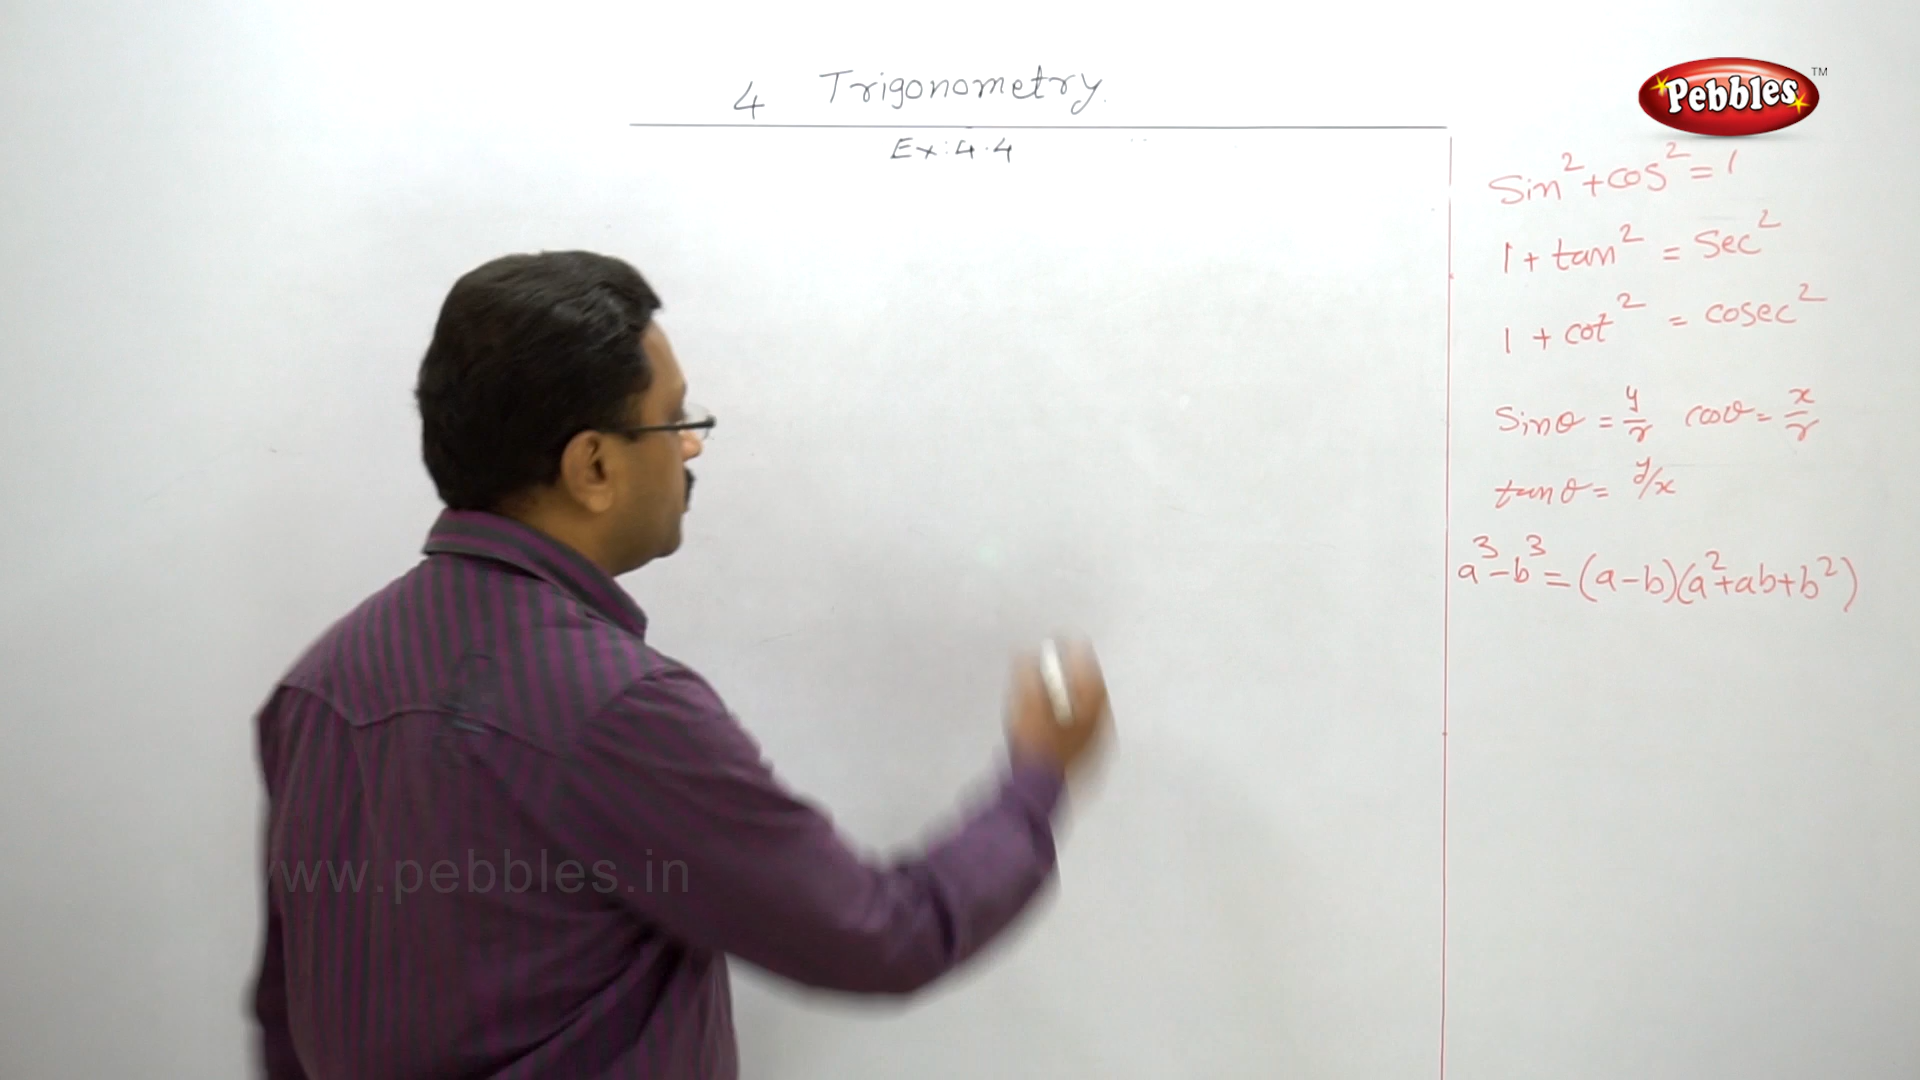 4 Trigonometry.
Ex: 4.4
Pebbles™
Sin² + cos² = 1
1 + tan² = Sec²
1 + cot² = cosec²
Sinθ = y/r cosθ = x/r
tanθ = y/x
a³-b³ = (a-b)(a²+ab+b²)
www.pebbles.in